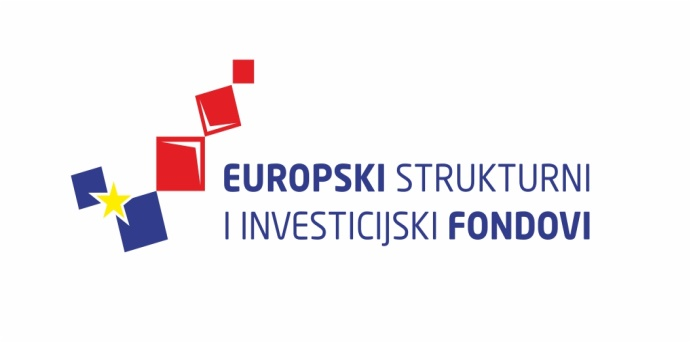 EUROPSKI STRUKTURNI
I INVESTICIJSKI FONDOVI